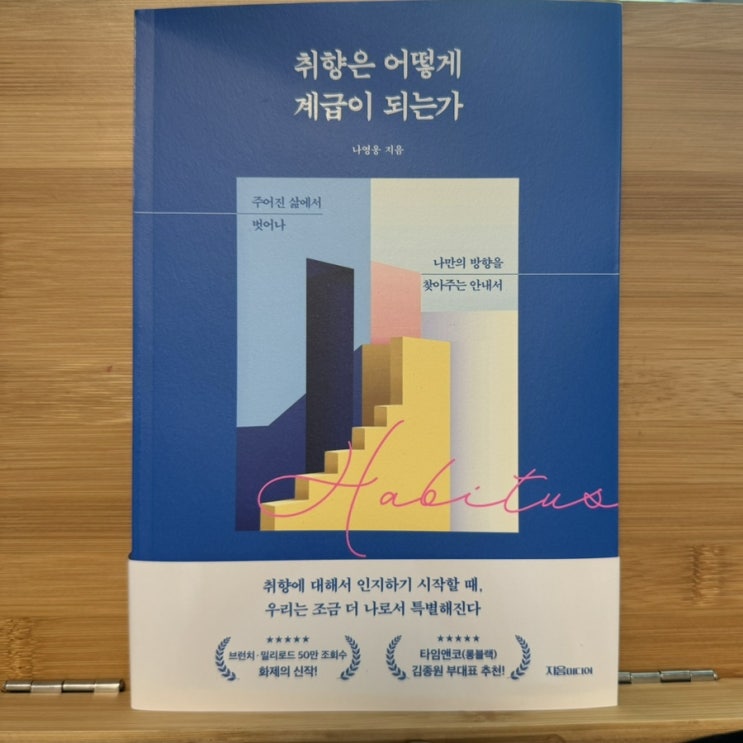 취향은 어떻게
계급이 되는가
나영웅 지음
주어진 삶에서
벗어나
나만의 방향을
찾아주는 안내서
Habitus
취향에 대해서 인지하기 시작할 때,
우리는 조금 더 나로서 특별해진다
★★★★★
브런치·밀리로드 50만 조회수
화제의 신작!
★★★★★
타임앤코(롱블랙)
김종원 부대표 추천!
지음미디어